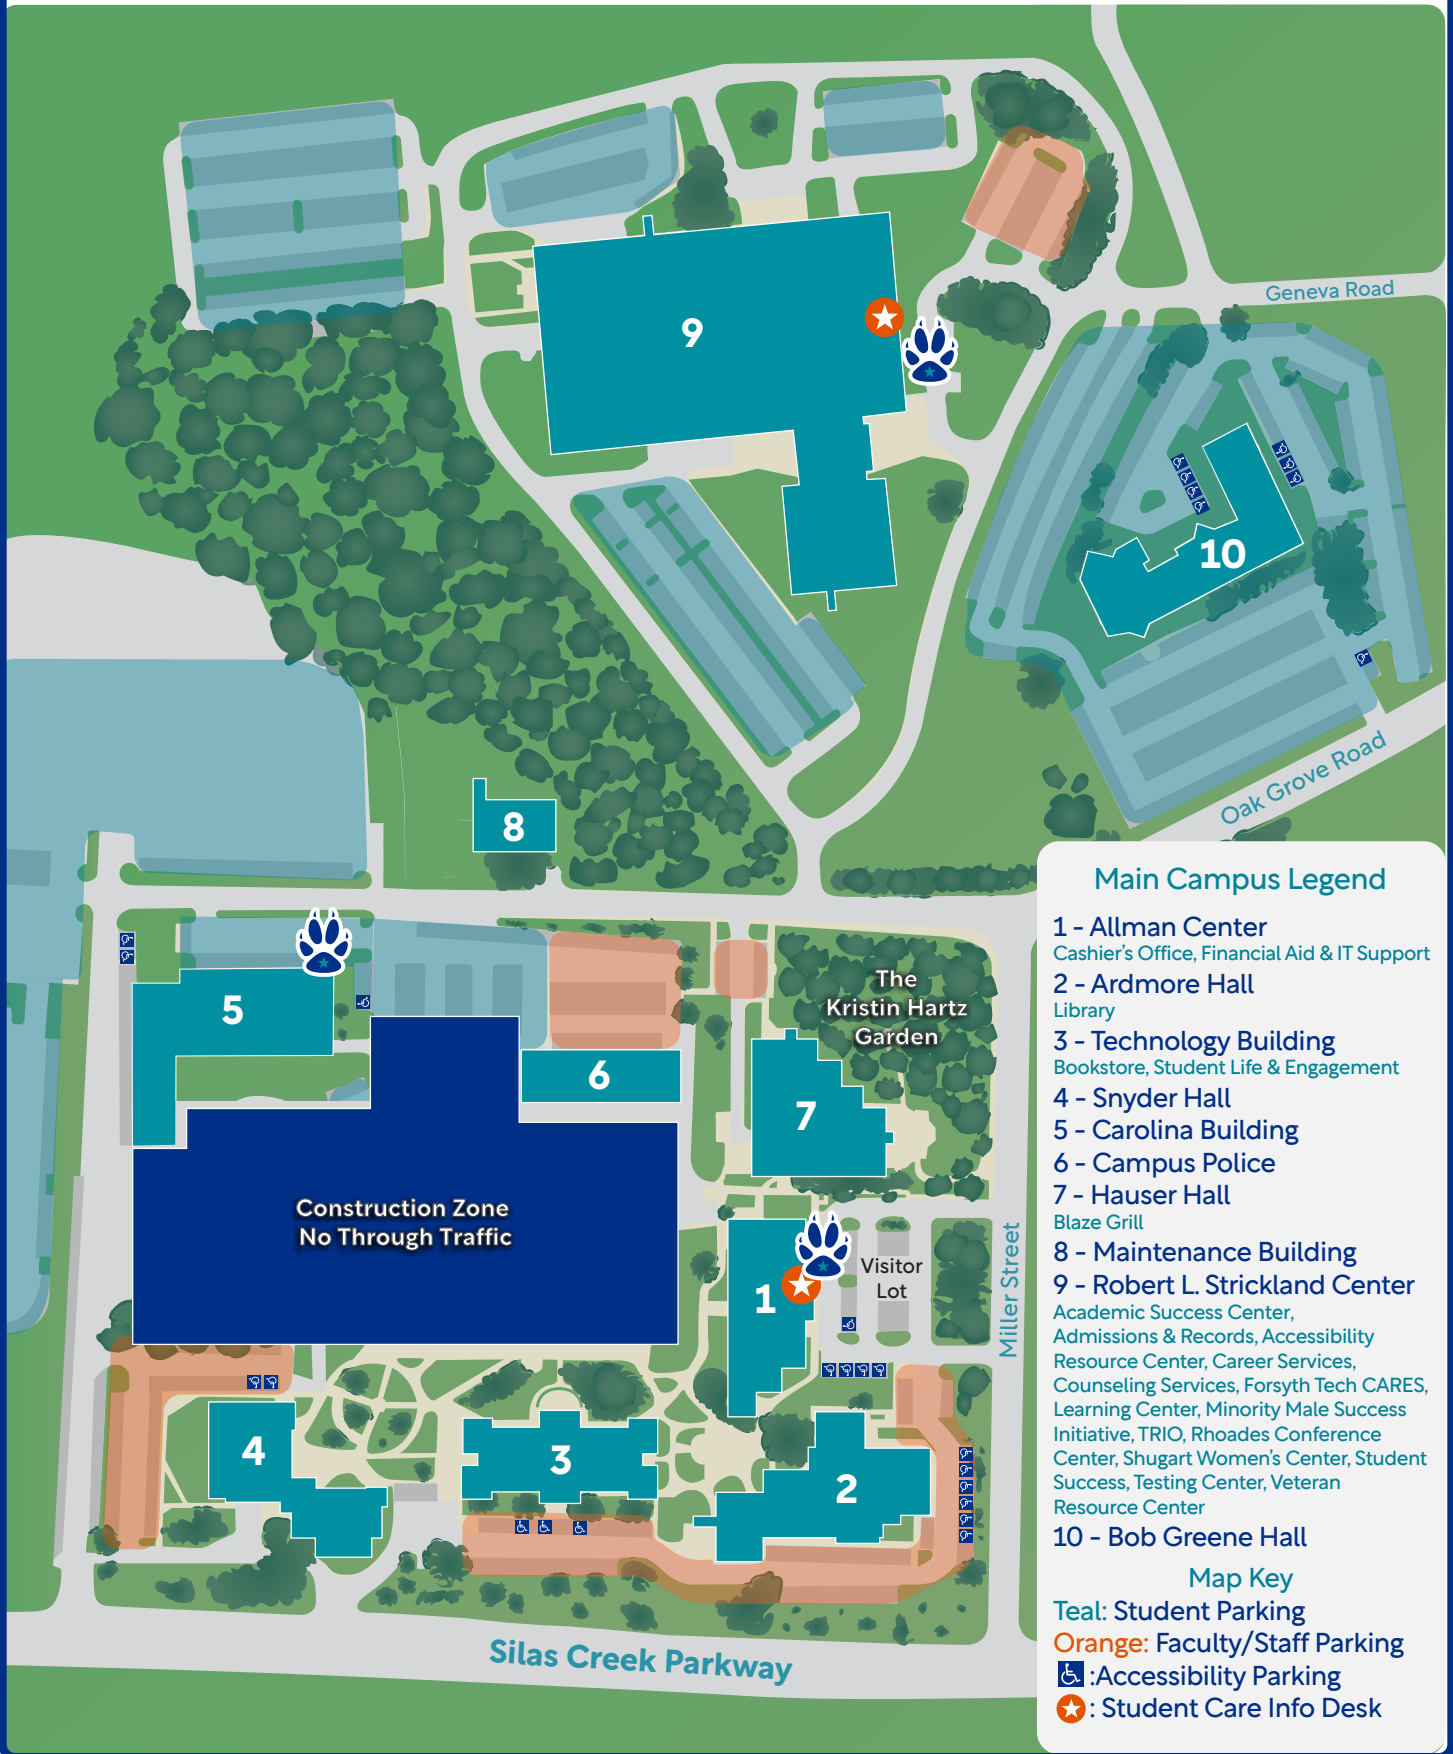 Geneva Road
9
10
Oak Grove Road
8
Main Campus Legend
1 - Allman Center
Cashier's Office, Financial Aid & IT Support
2 - Ardmore Hall
Library
3 - Technology Building
Bookstore, Student Life & Engagement
4 - Snyder Hall
5 - Carolina Building
6 - Campus Police
7 - Hauser Hall
Blaze Grill
8 - Maintenance Building
9 - Robert L. Strickland Center
Academic Success Center,
Admissions & Records, Accessibility
Resource Center, Career Services,
Counseling Services, Forsyth Tech CARES,
Learning Center, Minority Male Success
Initiative, TRIO, Rhoades Conference
Center, Shugart Women's Center, Student
Success, Testing Center, Veteran
Resource Center
10 - Bob Greene Hall
Map Key
Teal: Student Parking
Orange: Faculty/Staff Parking
:Accessibility Parking
: Student Care Info Desk
The
Kristin Hartz
Garden
5
6
7
Construction Zone
No Through Traffic
Visitor
Lot
1
Miller Street
4
3
2
Silas Creek Parkway